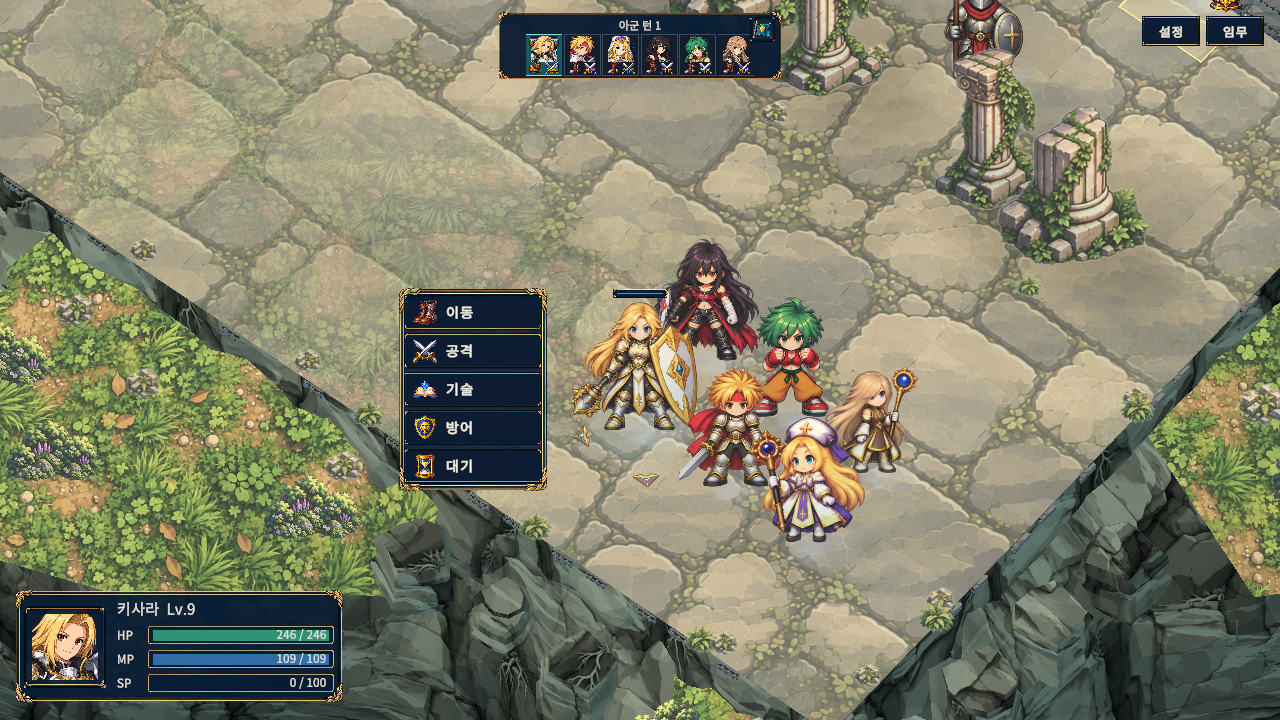 아군 턴 1
설정
임무
이동
공격
기술
방어
대기
키사라 Lv.9
HP 246 / 246
MP 109 / 109
SP 0 / 100